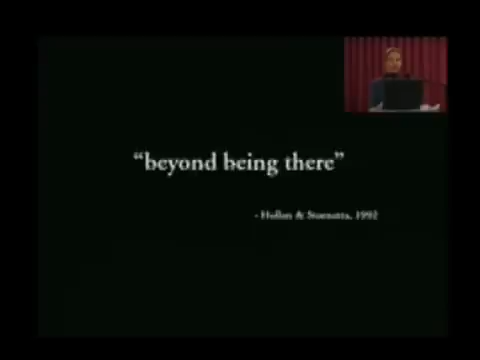 “beyond being there”
- Hollan & Stornetta, 1992